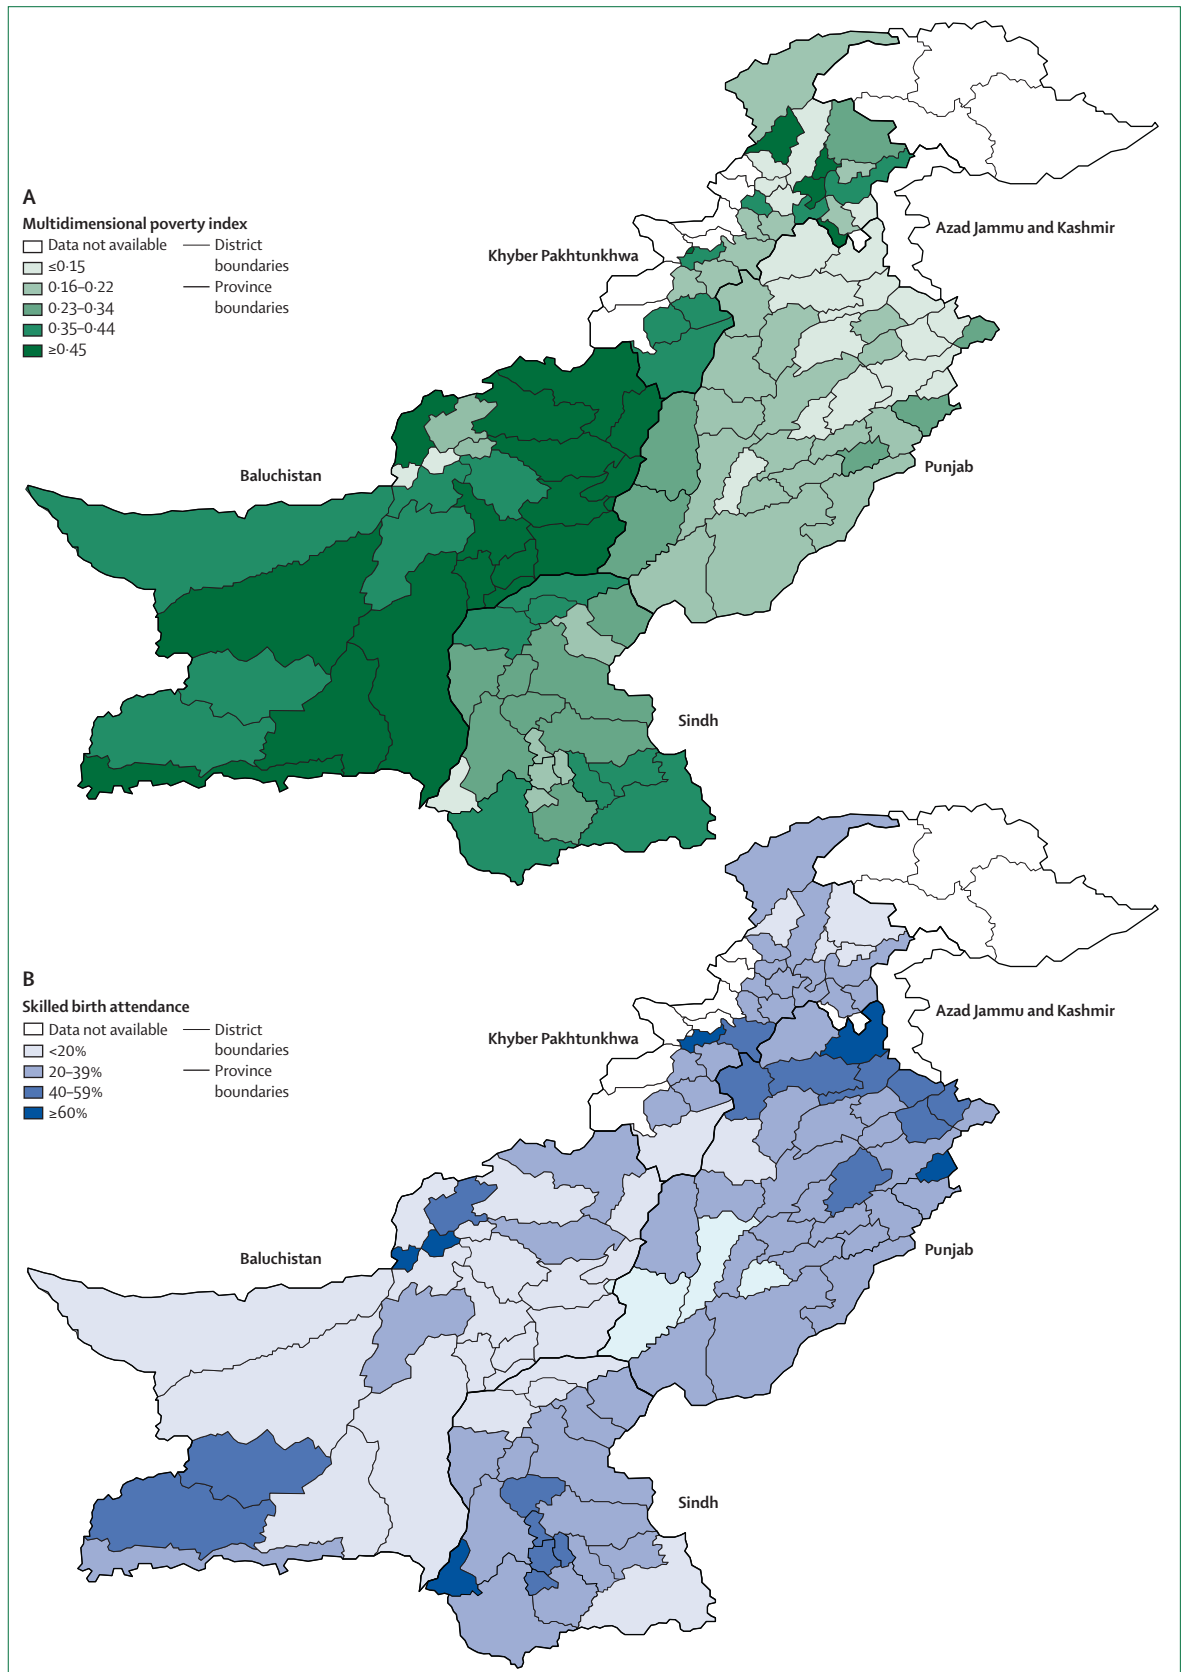 A
Multidimensional poverty index
Data not available
≤0·15
0·16–0·22
0·23–0·34
0·35–0·44
≥0·45
District
boundaries
Province
boundaries
Khyber Pakhtunkhwa
Azad Jammu and Kashmir
Baluchistan
Punjab
Sindh
B
Skilled birth attendance
Data not available
<20%
20–39%
40–59%
≥60%
District
boundaries
Province
boundaries
Khyber Pakhtunkhwa
Azad Jammu and Kashmir
Baluchistan
Punjab
Sindh